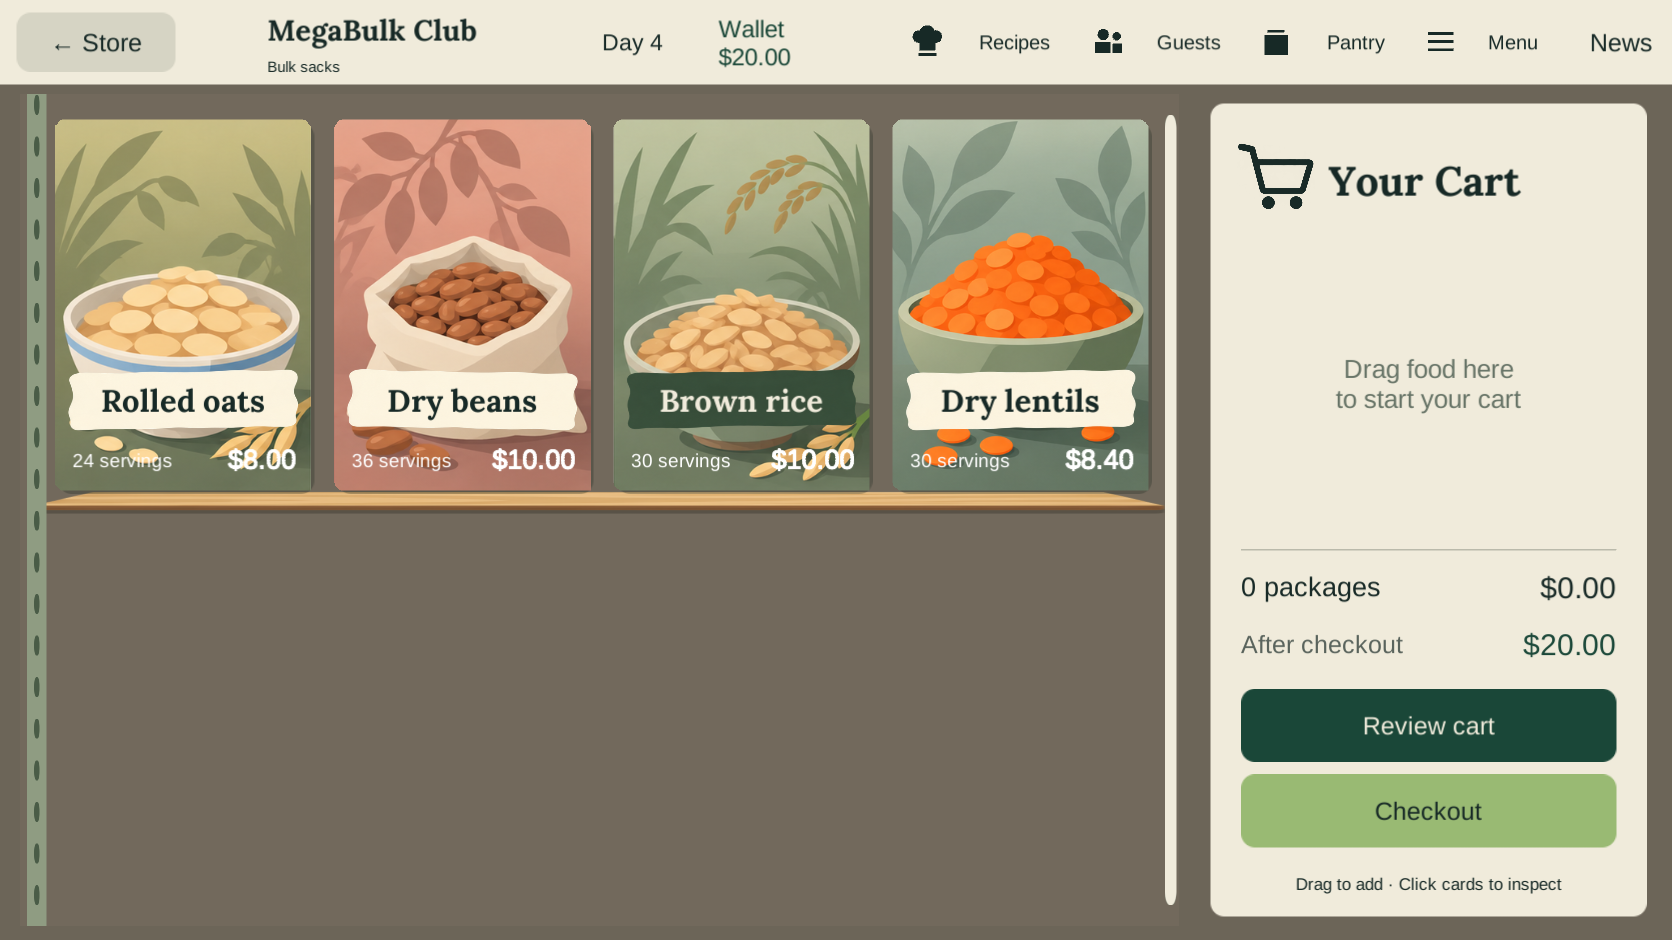 ← Store
MegaBulk Club
Bulk sacks
Day 4
Wallet
$20.00
Recipes
Guests
Pantry
Menu
News
Rolled oats
24 servings $8.00
Dry beans
36 servings $10.00
Brown rice
30 servings $10.00
Dry lentils
30 servings $8.40
Your Cart
Drag food here
to start your cart
0 packages $0.00
After checkout $20.00
Review cart
Checkout
Drag to add · Click cards to inspect